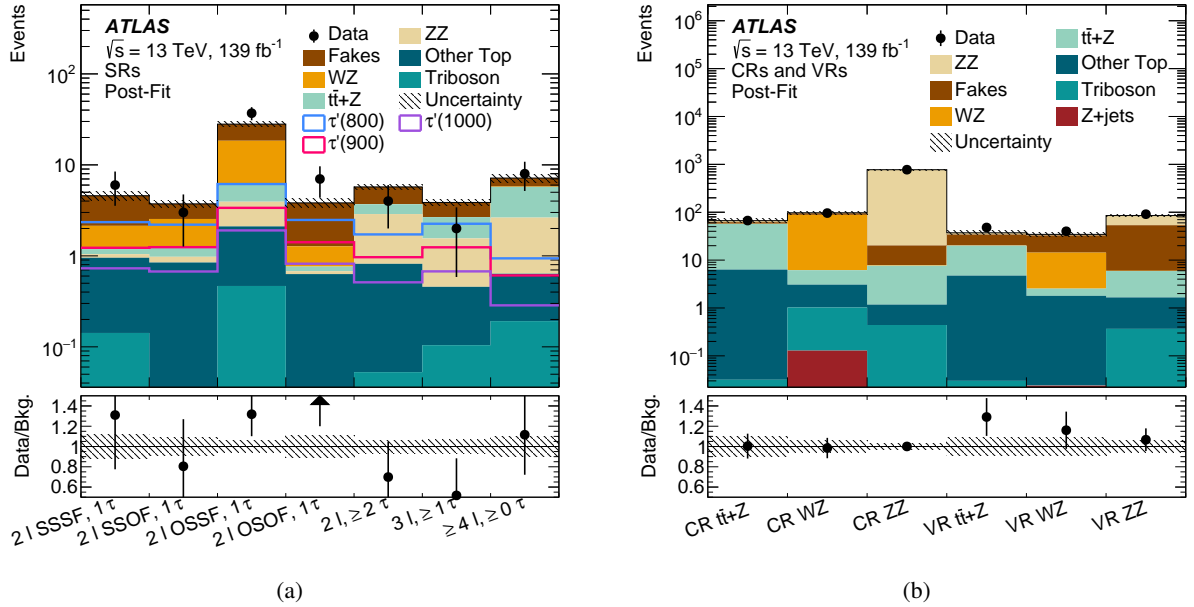 Events
10²
10
1
10⁻¹
ATLAS
√s = 13 TeV, 139 fb⁻¹
SRs
Post-Fit
Data
Fakes
WZ
tt̄+Z
τ'(800)
τ'(900)
ZZ
Other Top
Triboson
Uncertainty
τ'(1000)
Data/Bkg.
1.4
1.2
1
0.8
0.6
2 l SSSF, 1 τ
2 l SSOF, 1 τ
2 l OSSF, 1 τ
2 l OSOF, 1 τ
2 l, ≥ 2 τ
3 l, ≥ 1 τ
≥ 4 l, ≥ 0 τ
(a)
Events
10⁶
10⁵
10⁴
10³
10²
10
1
10⁻¹
ATLAS
√s = 13 TeV, 139 fb⁻¹
CRs and VRs
Post-Fit
Data
ZZ
Fakes
WZ
Uncertainty
tt̄+Z
Other Top
Triboson
Z+jets
Data/Bkg.
1.4
1.2
1
0.8
0.6
CR tt̄+Z
CR WZ
CR ZZ
VR tt̄+Z
VR WZ
VR ZZ
(b)